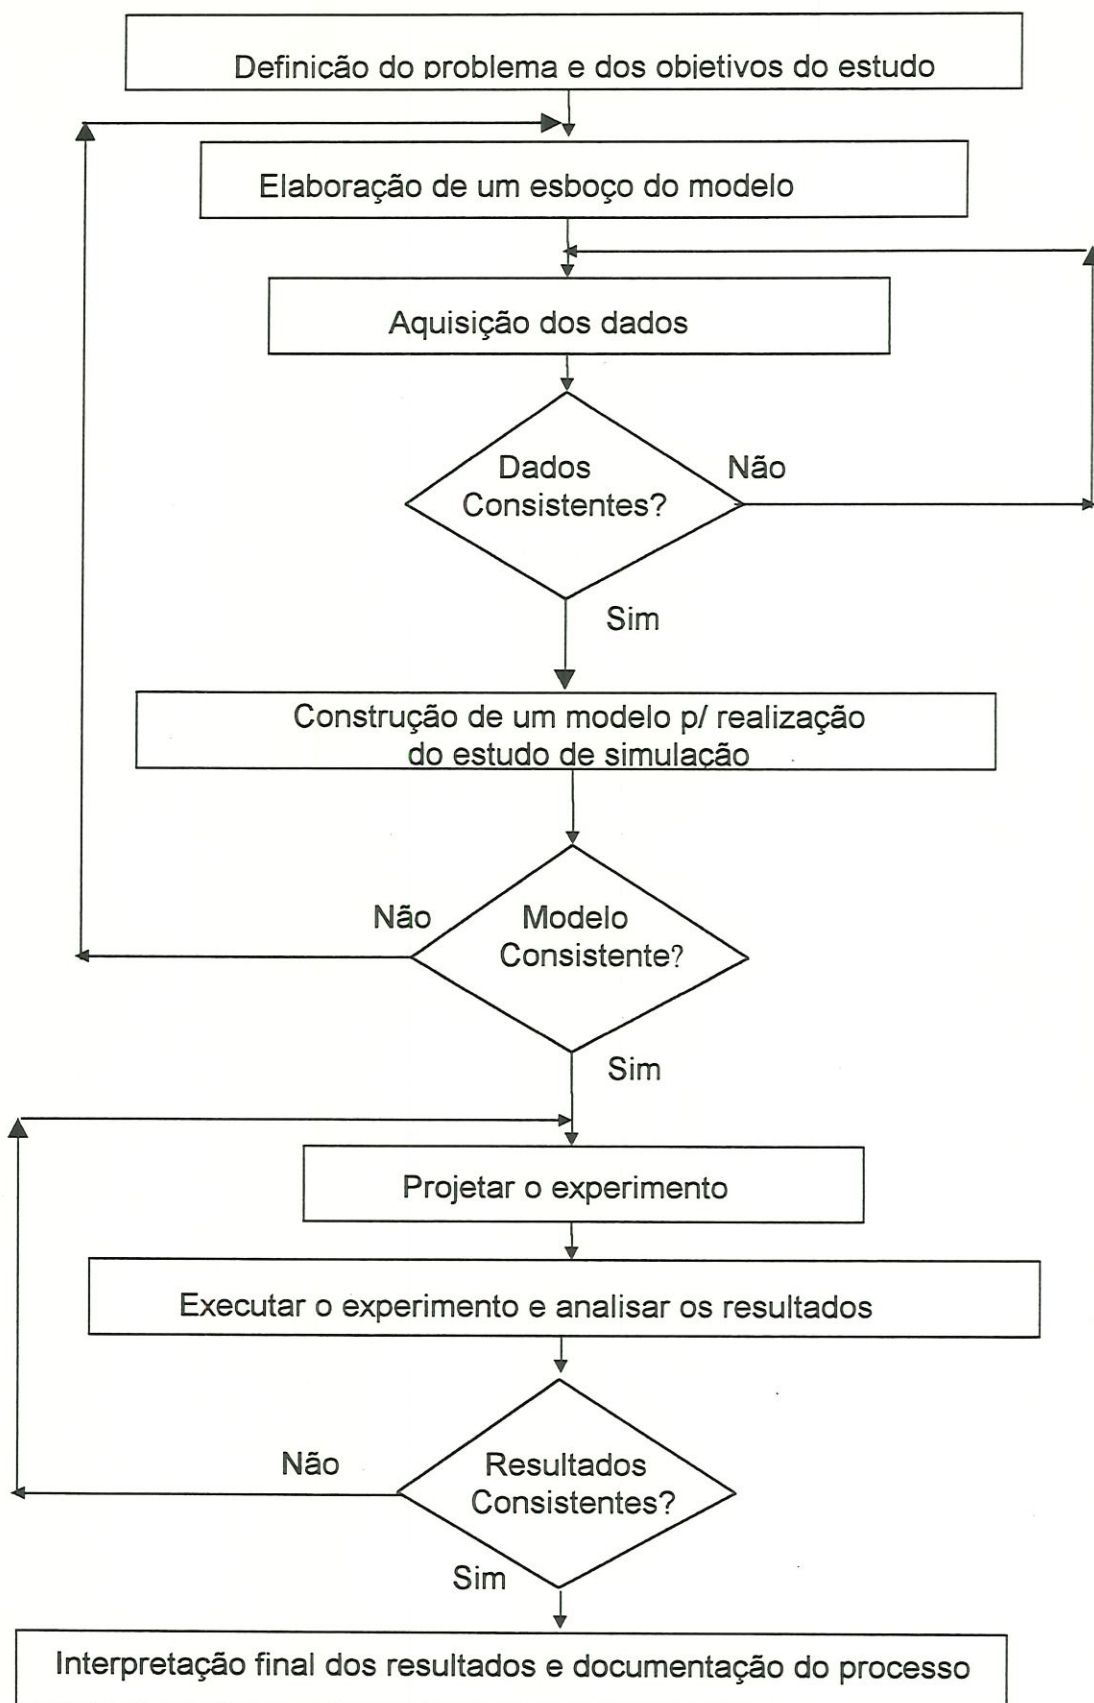 Definição do problema e dos objetivos do estudo
Elaboração de um esboço do modelo
Aquisição dos dados
Dados
Consistentes?
Não
Sim
Construção de um modelo p/ realização
do estudo de simulação
Não
Modelo
Consistente?
Sim
Projetar o experimento
Executar o experimento e analisar os resultados
Não
Resultados
Consistentes?
Sim
Interpretação final dos resultados e documentação do processo